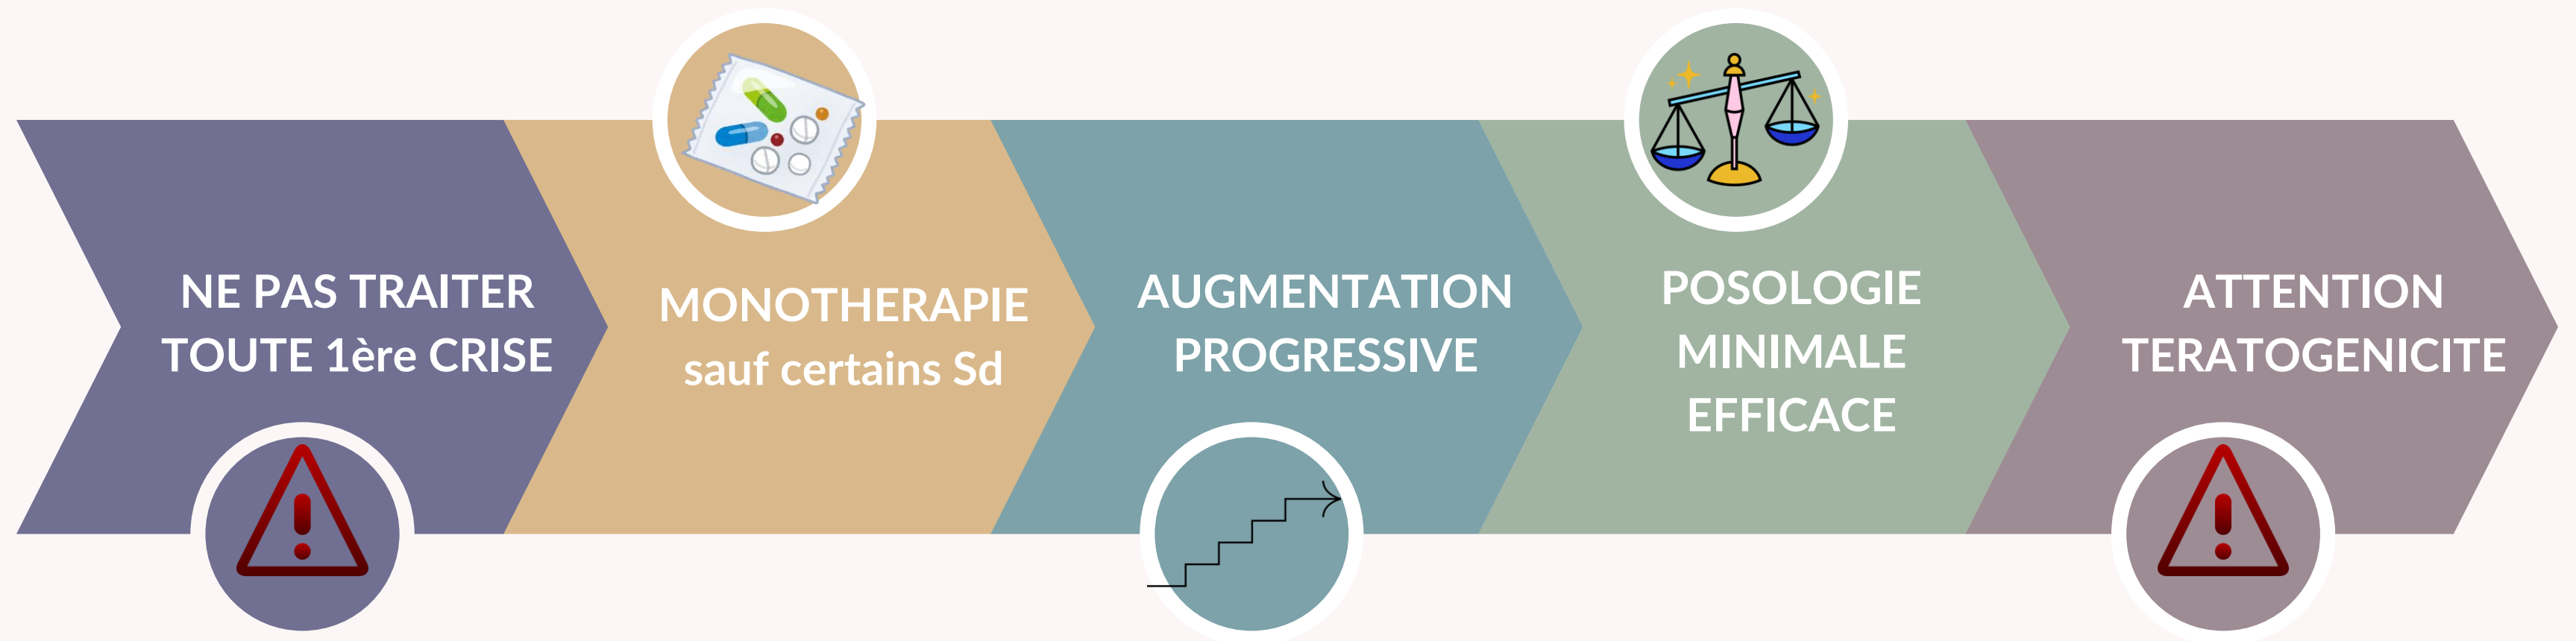 NE PAS TRAITER
TOUTE 1ère CRISE
MONOTHERAPIE
sauf certains Sd
AUGMENTATION
PROGRESSIVE
POSOLOGIE
MINIMALE
EFFICACE
ATTENTION
TERATOGENICITE